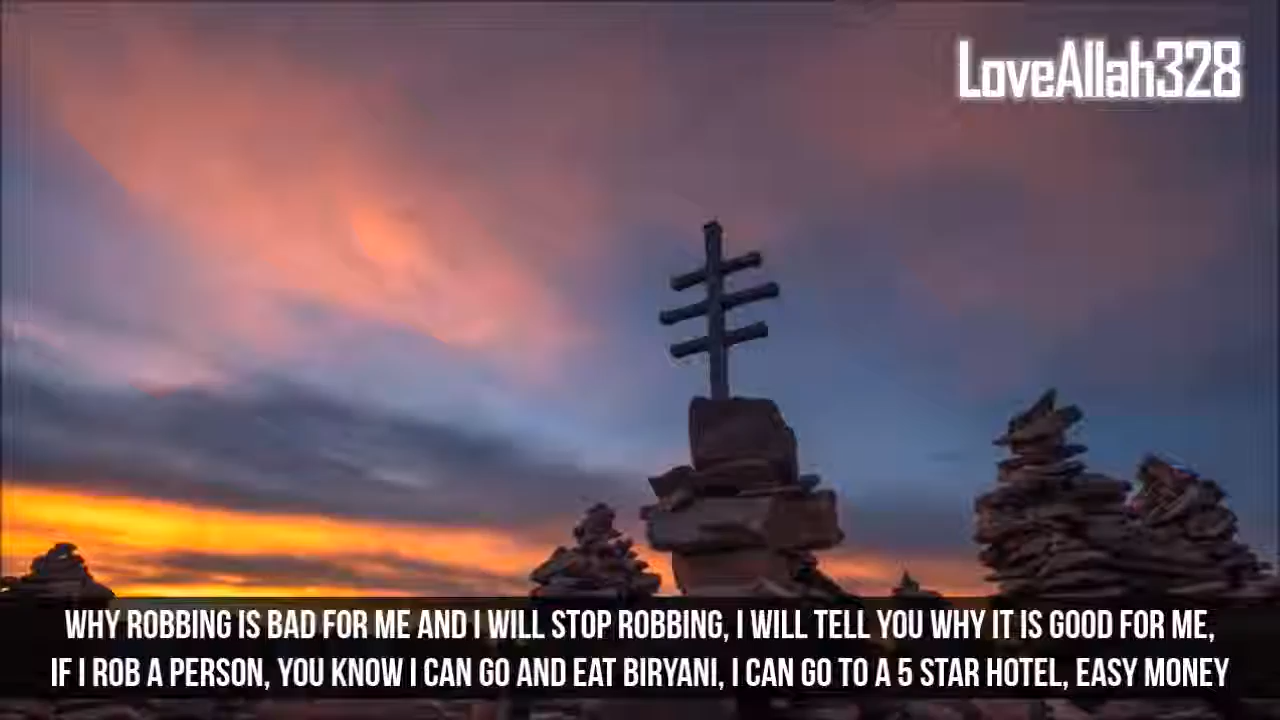 LoveAllah328
WHY ROBBING IS BAD FOR ME AND I WILL STOP ROBBING, I WILL TELL YOU WHY IT IS GOOD FOR ME,
IF I ROB A PERSON, YOU KNOW I CAN GO AND EAT BIRYANI, I CAN GO TO A 5 STAR HOTEL, EASY MONEY